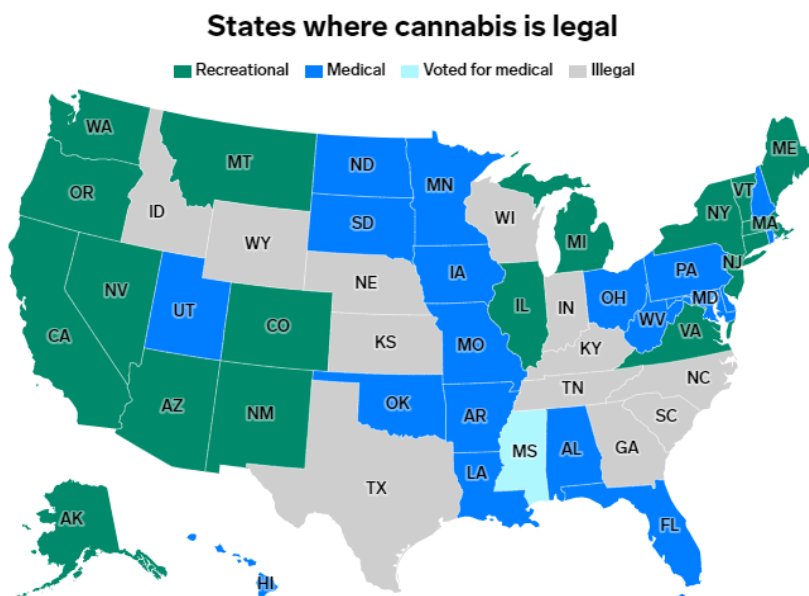 States where cannabis is legal
Recreational Medical Voted for medical Illegal
WA
MT
ND
MN
ME
OR
ID
SD
WI
VT
NY
MA
WY
MI
IA
PA
NJ
NE
NV
UT
CO
IL
IN
OH
MD
WV
VA
CA
KS
MO
KY
AZ
NM
OK
AR
TN
NC
SC
MS
AL
GA
LA
TX
FL
AK
HI